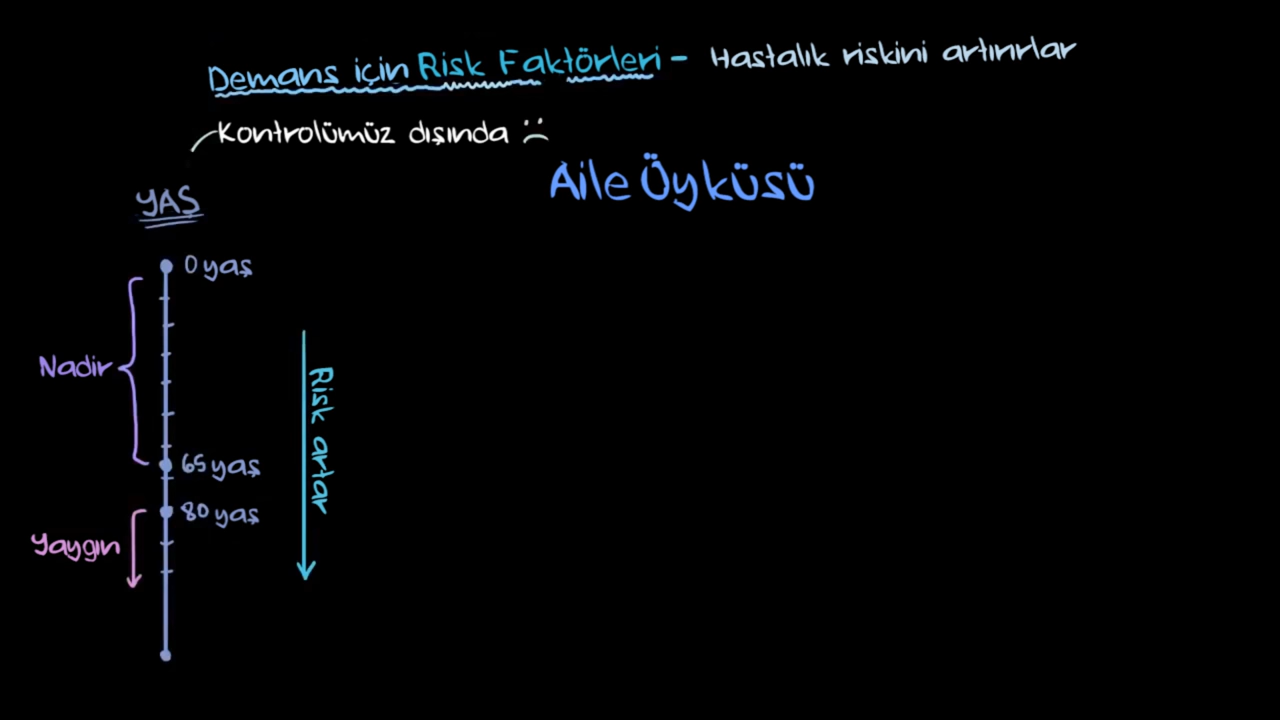 Demans için Risk Faktörleri - Hastalık riskini artırırlar
Kontrolümüz dışında :(
Aile Üyküsü
YAŞ
0 yaş
Nadir
Risk artar
65 yaş
80 yaş
Yaygın